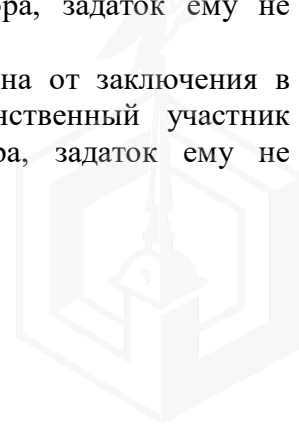 ра, задаток ему не
на от заключения в
нственный участник
ра, задаток ему не